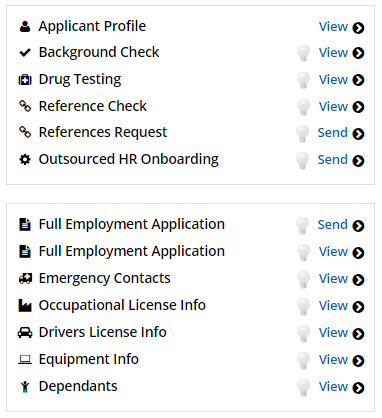 Applicant Profile View
Background Check View
Drug Testing View
Reference Check View
References Request Send
Outsourced HR Onboarding Send
Full Employment Application Send
Full Employment Application View
Emergency Contacts View
Occupational License Info View
Drivers License Info View
Equipment Info View
Dependants View